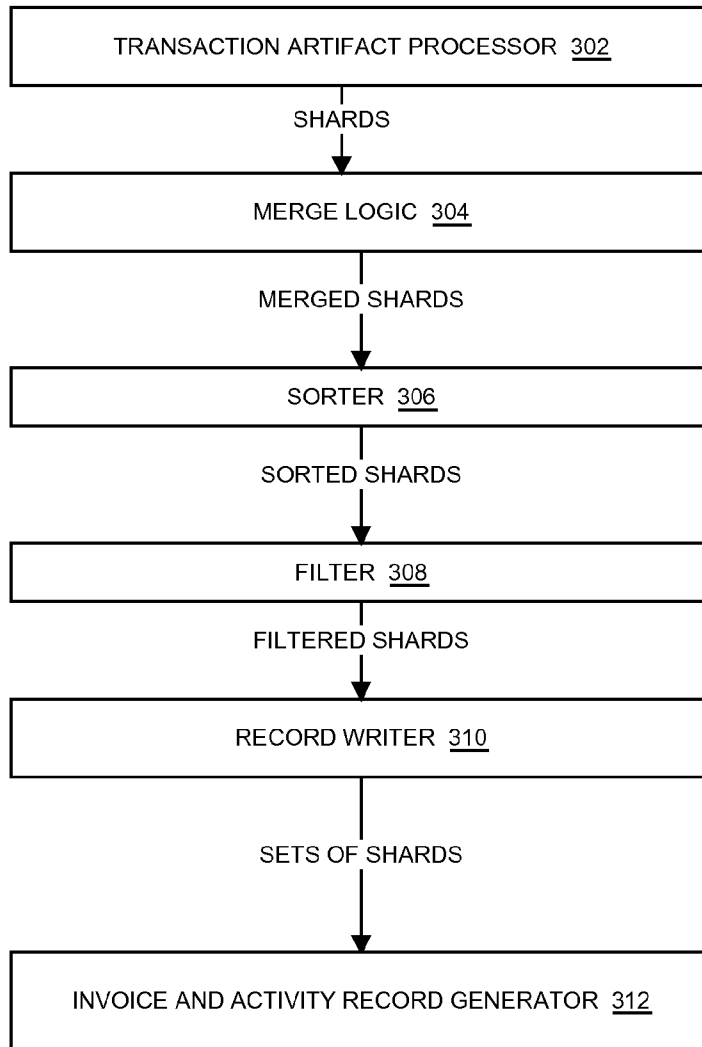 TRANSACTION ARTIFACT PROCESSOR 302
SHARDS
MERGE LOGIC 304
MERGED SHARDS
SORTER 306
SORTED SHARDS
FILTER 308
FILTERED SHARDS
RECORD WRITER 310
SETS OF SHARDS
INVOICE AND ACTIVITY RECORD GENERATOR 312